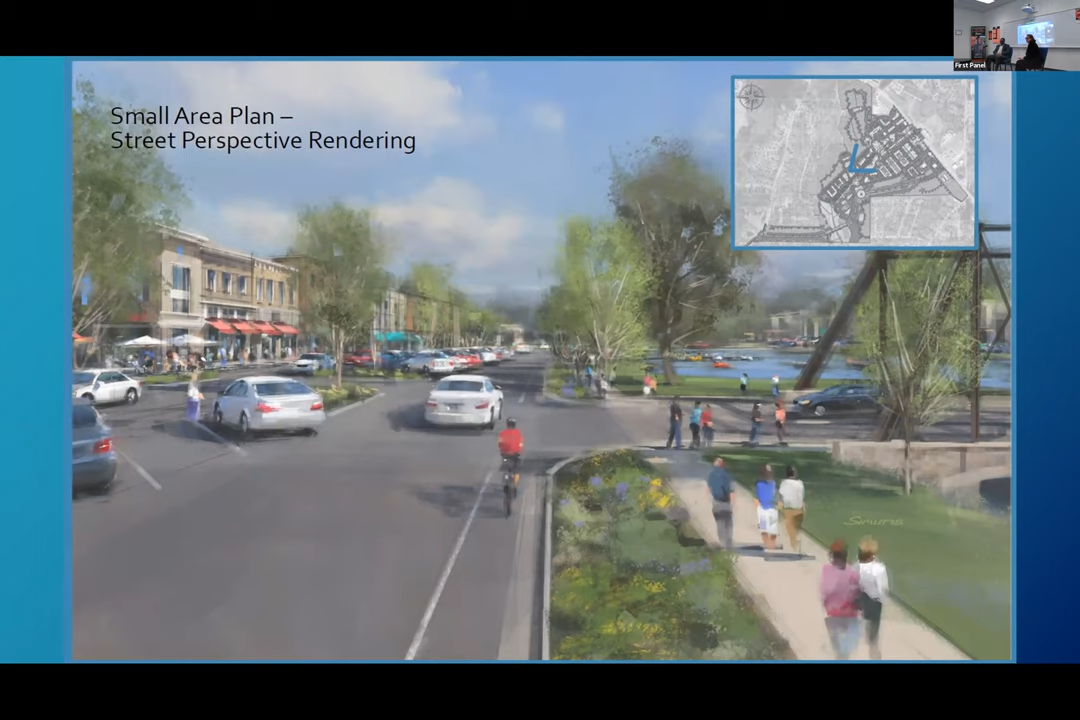 First Panel
Small Area Plan –
Street Perspective Rendering